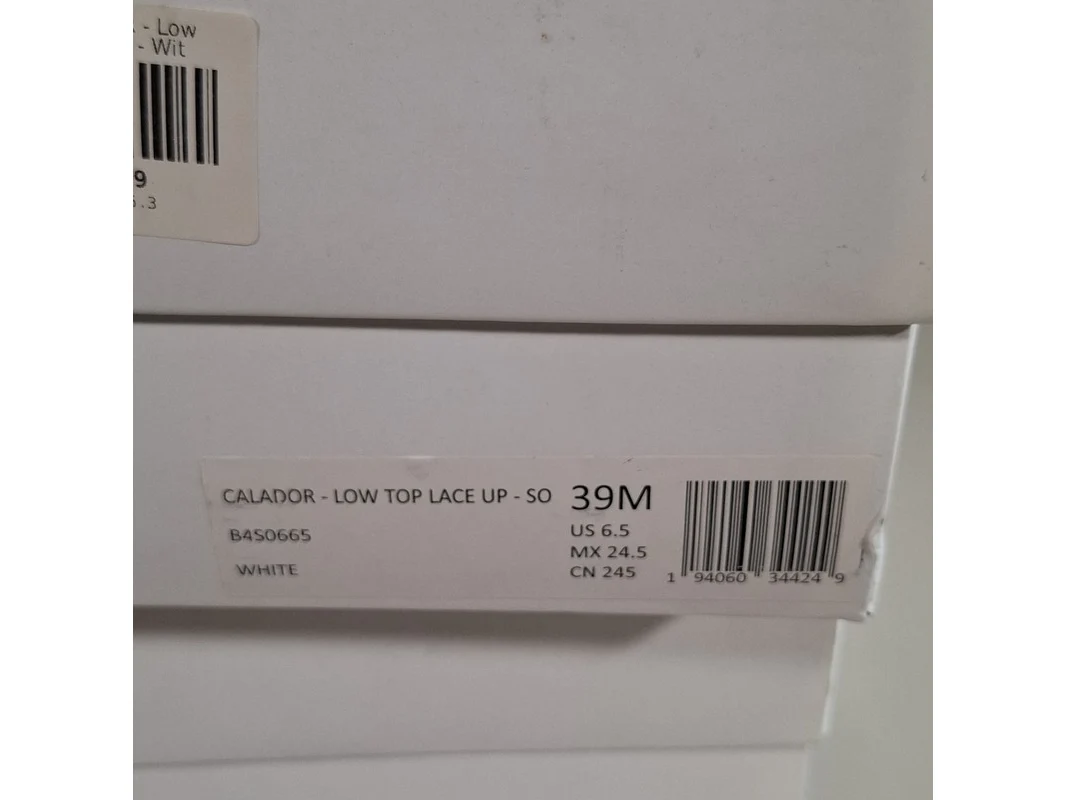 - Low
- Wit
9
.3
CALADOR - LOW TOP LACE UP - SO
B4S0665
WHITE
39M
US 6.5
MX 24.5
CN 245
1 94060 34424 9